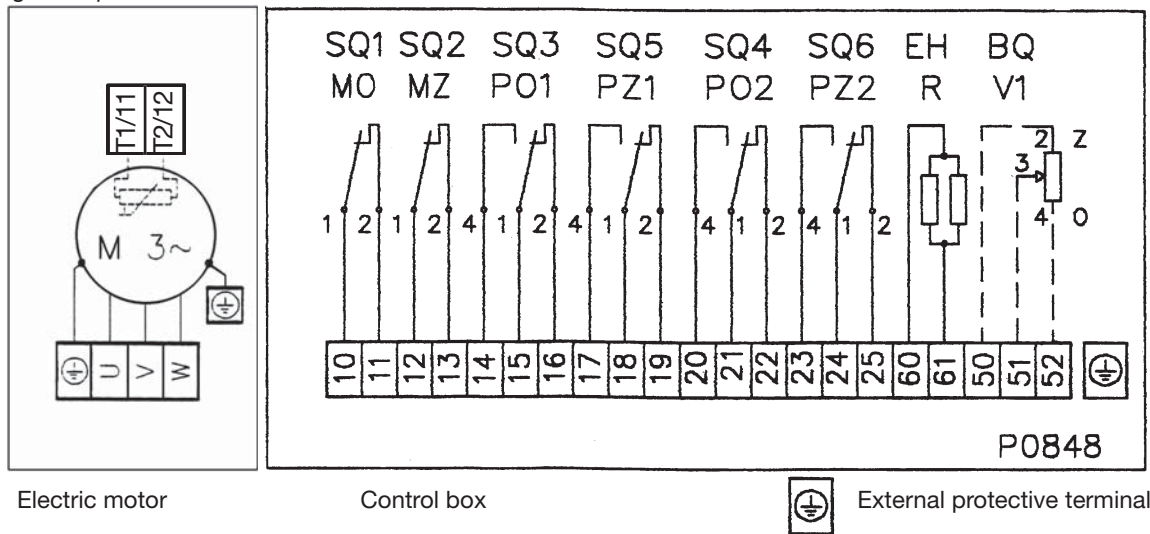 SQ1 SQ2 SQ3 SQ5 SQ4 SQ6 EH BQ
MO MZ PO1 PZ1 PO2 PZ2 R V1
T1/11 T2/12
M 3~
U V W
2 Z
3
4 O
1 2 1 2 4 1 2 4 1 2 4 1 2 4 1 2
10 11 12 13 14 15 16 17 18 19 20 21 22 23 24 25 60 61 50 51 52
P0848
Electric motor
Control box
External protective terminal